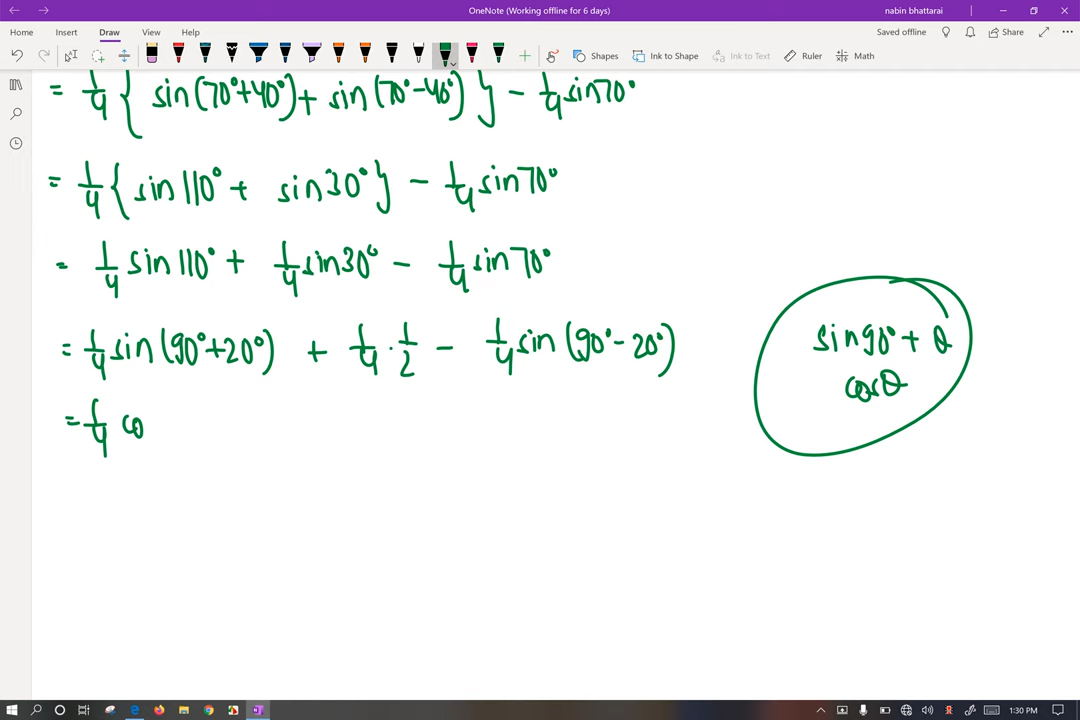 OneNote (Working offline for 6 days)
nabin bhattarai
Home Insert Draw View Help
Saved offline Share
Shapes Ink to Shape Ink to Text Ruler Math
= 1/4 { sin(70°+40°) + sin(70°-40°) } - 1/4 sin70°
= 1/4 { sin110° + sin30° } - 1/4 sin70°
= 1/4 sin110° + 1/4 sin30° - 1/4 sin70°
= 1/4 sin(90°+20°) + 1/4 · 1/2 - 1/4 sin(90°-20°)
sin90° + θ
cosθ
= 1/4 co
1:30 PM